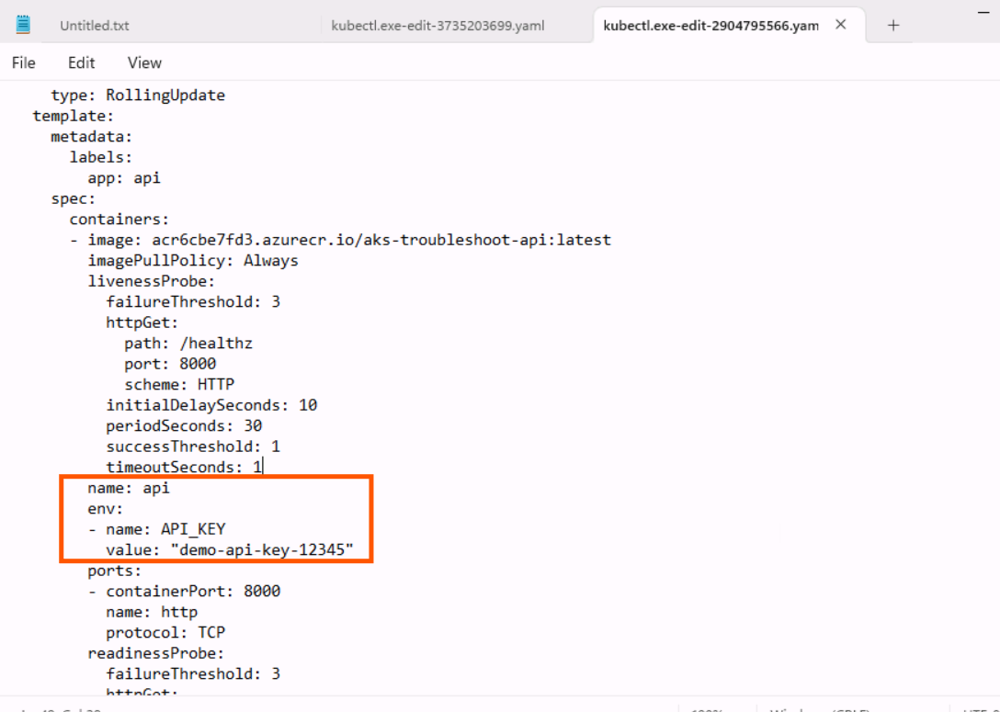 Untitled.txt
kubectl.exe-edit-3735203699.yaml
kubectl.exe-edit-2904795566.yam
File Edit View
type: RollingUpdate
template:
metadata:
labels:
app: api
spec:
containers:
- image: acr6cbe7fd3.azurecr.io/aks-troubleshoot-api:latest
imagePullPolicy: Always
livenessProbe:
failureThreshold: 3
httpGet:
path: /healthz
port: 8000
scheme: HTTP
initialDelaySeconds: 10
periodSeconds: 30
successThreshold: 1
timeoutSeconds: 1
name: api
env:
- name: API_KEY
value: "demo-api-key-12345"
ports:
- containerPort: 8000
name: http
protocol: TCP
readinessProbe:
failureThreshold: 3
httpGet: